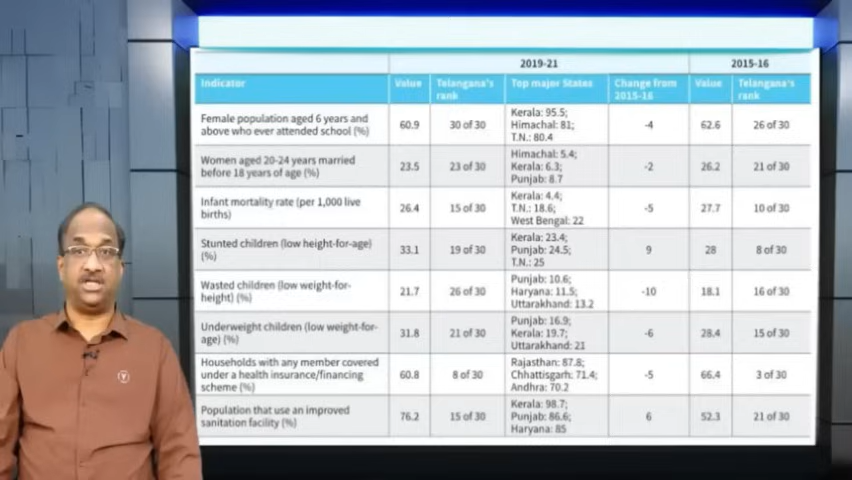 2019-21 2015-16
Indicator Value Telangana's rank Top major States Change from 2015-16 Value Telangana's rank
Female population aged 6 years and above who ever attended school (%) 60.9 30 of 30 Kerala: 95.5; Himachal: 81; T.N.: 80.4 -4 62.6 26 of 30
Women aged 20-24 years married before 18 years of age (%) 23.5 23 of 30 Himachal: 5.4; Kerala: 6.3; Punjab: 8.7 -2 26.2 21 of 30
Infant mortality rate (per 1,000 live births) 26.4 15 of 30 Kerala: 4.4; T.N.: 18.6; West Bengal: 22 -5 27.7 10 of 30
Stunted children (low height-for-age) (%) 33.1 19 of 30 Kerala: 23.4; Punjab: 24.5; T.N.: 25 9 28 8 of 30
Wasted children (low weight-for-height) (%) 21.7 26 of 30 Punjab: 10.6; Haryana: 11.5; Uttarakhand: 13.2 -10 18.1 16 of 30
Underweight children (low weight-for-age) (%) 31.8 21 of 30 Punjab: 16.9; Kerala: 19.7; Uttarakhand: 21 -6 28.4 15 of 30
Households with any member covered under a health insurance/financing scheme (%) 60.8 8 of 30 Rajasthan: 87.8; Chhattisgarh: 71.4; Andhra: 70.2 -5 66.4 3 of 30
Population that use an improved sanitation facility (%) 76.2 15 of 30 Kerala: 98.7; Punjab: 86.6; Haryana: 85 6 52.3 21 of 30